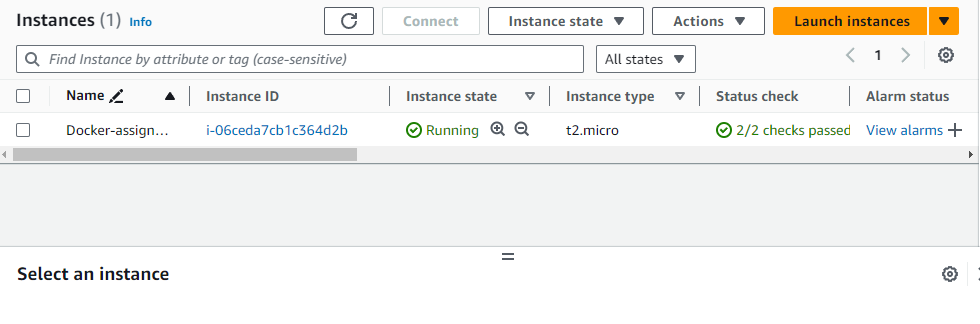 Instances (1) Info Connect Instance state Actions Launch instances
Find Instance by attribute or tag (case-sensitive) All states 1
Name Instance ID Instance state Instance type Status check Alarm status
Docker-assign... i-06ceda7cb1c364d2b Running t2.micro 2/2 checks passed View alarms
Select an instance